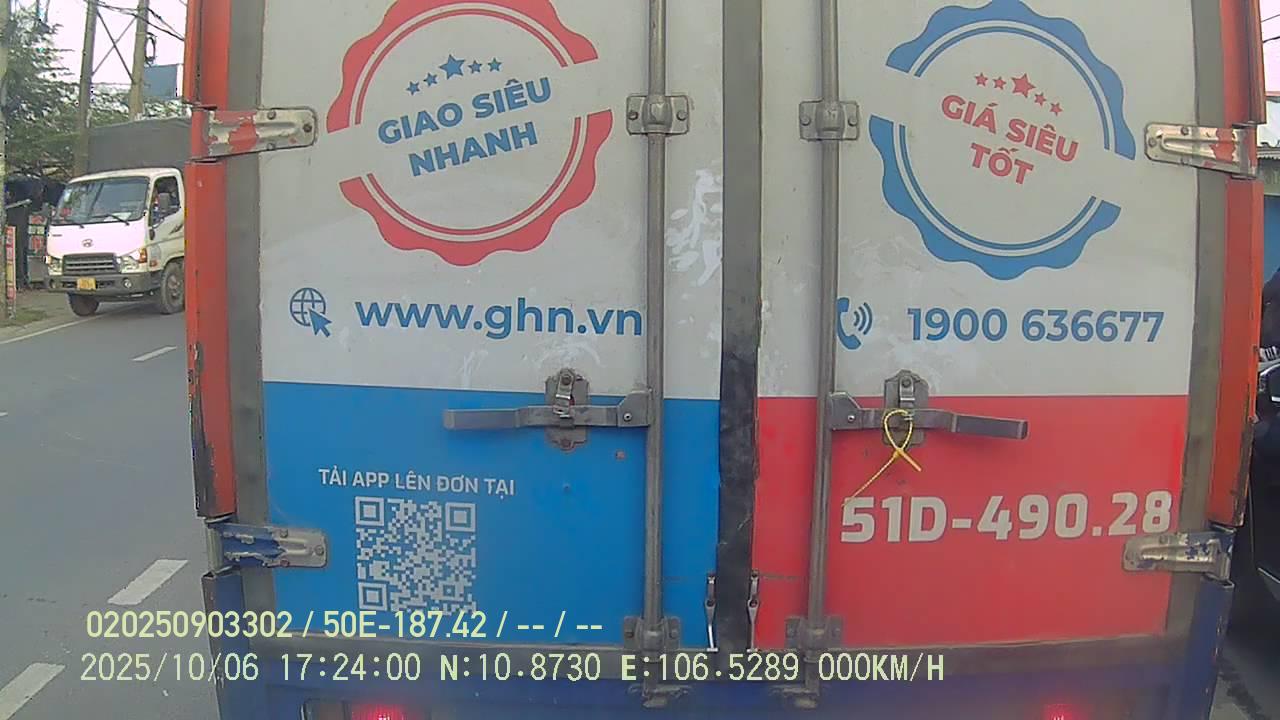 GIAO SIÊU
NHANH
GIÁ SIÊU
TỐT
www.ghn.vn
1900 636677
TẢI APP LÊN ĐƠN TẠI
51D-490.28
020250903302 / 50E-187.42 / -- / --
2025/10/06 17:24:00 N:10.8730 E:106.5289 000KM/H